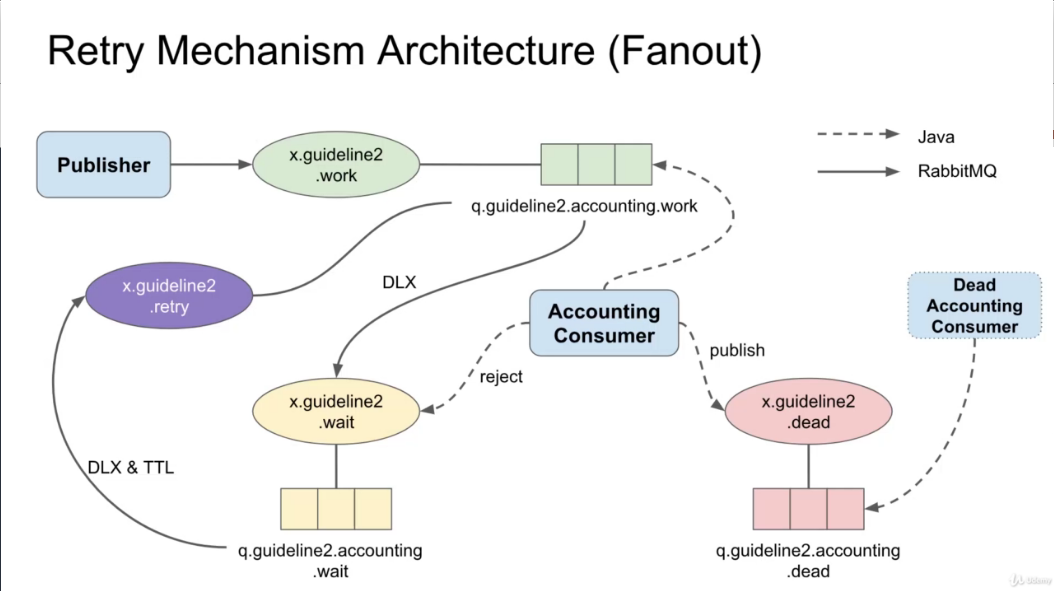 Retry Mechanism Architecture (Fanout)
Publisher
x.guideline2
.work
q.guideline2.accounting.work
Java
RabbitMQ
x.guideline2
.retry
DLX
Accounting
Consumer
Dead
Accounting
Consumer
reject
publish
x.guideline2
.wait
x.guideline2
.dead
DLX & TTL
q.guideline2.accounting
.wait
q.guideline2.accounting
.dead
Udemy